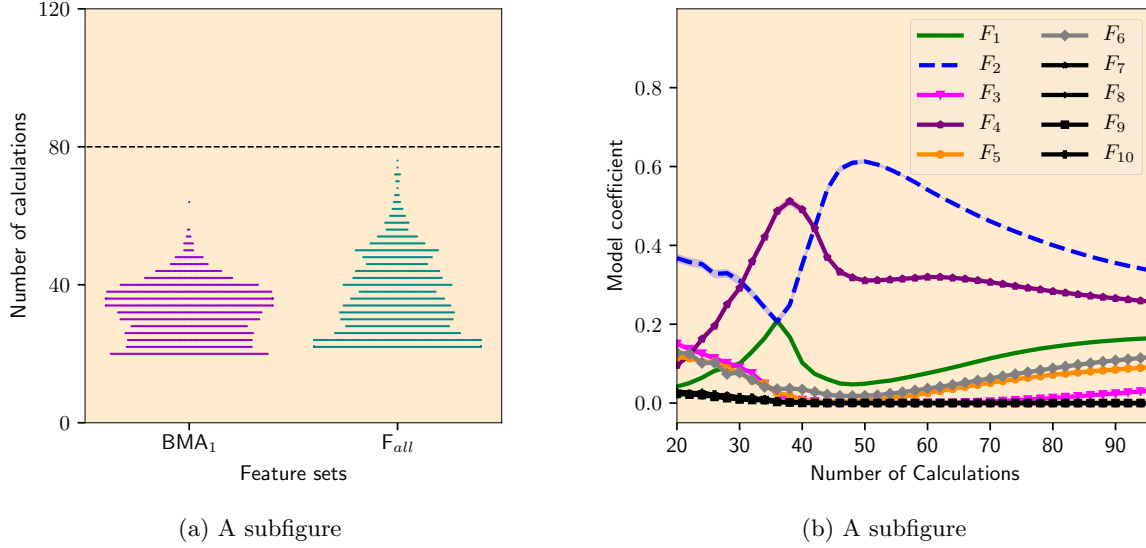 120
80
40
0
Number of calculations
BMA₁
F_all
Feature sets
(a) A subfigure
F₁
F₂
F₃
F₄
F₅
F₆
F₇
F₈
F₉
F₁₀
0.8
0.6
0.4
0.2
0.0
Model coefficient
20 30 40 50 60 70 80 90
Number of Calculations
(b) A subfigure